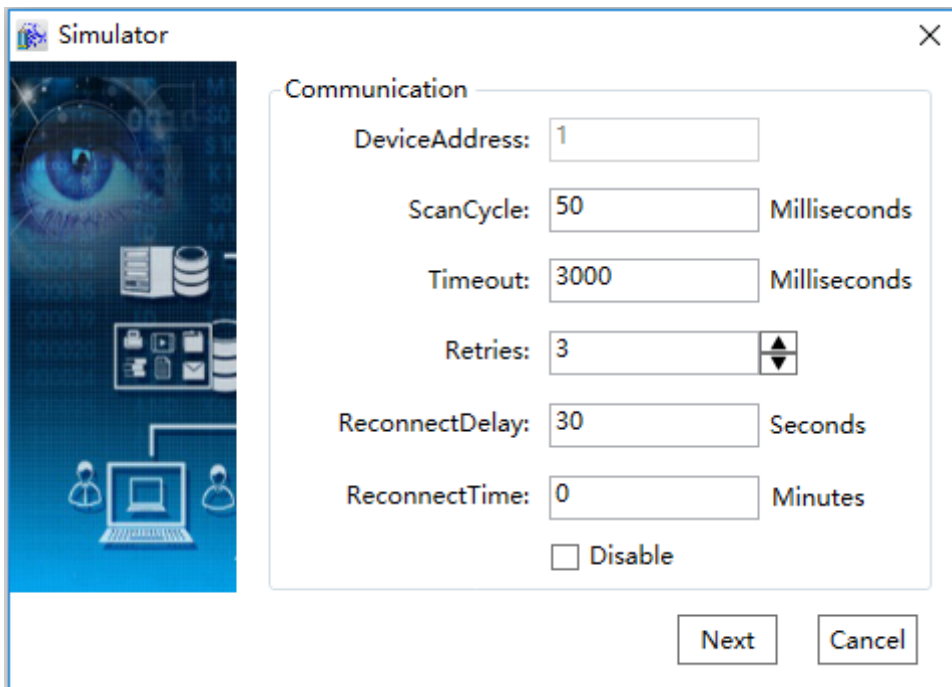 Simulator
Communication
DeviceAddress: 1
ScanCycle: 50 Milliseconds
Timeout: 3000 Milliseconds
Retries: 3
ReconnectDelay: 30 Seconds
ReconnectTime: 0 Minutes
Disable
Next Cancel